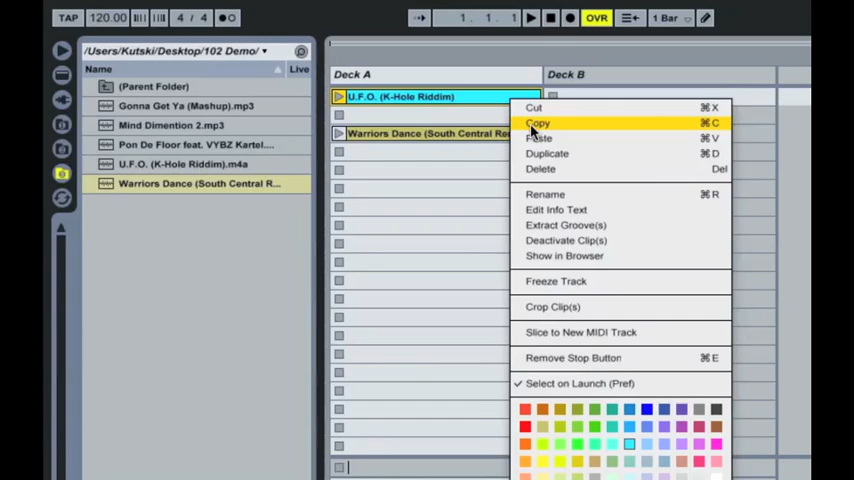 TAP 120.00 4 / 4 1. 1. 1 OVR 1 Bar
/Users/Kutski/Desktop/102 Demo/
Name Live
(Parent Folder)
Gonna Get Ya (Mashup).mp3
Mind Dimention 2.mp3
Pon De Floor feat. VYBZ Kartel....
U.F.O. (K-Hole Riddim).m4a
Warriors Dance (South Central R...
Deck A Deck B
U.F.O. (K-Hole Riddim)
Warriors Dance (South Central Re
Cut ⌘ X
Copy ⌘ C
Paste ⌘ V
Duplicate ⌘ D
Delete Del
Rename ⌘ R
Edit Info Text
Extract Groove(s)
Deactivate Clip(s)
Show in Browser
Freeze Track
Crop Clip(s)
Slice to New MIDI Track
Remove Stop Button ⌘ E
✓ Select on Launch (Pref)